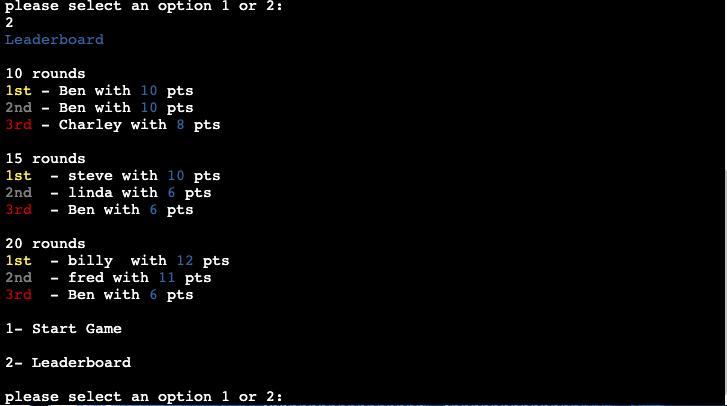 please select an option 1 or 2:
2
Leaderboard
10 rounds
1st - Ben with 10 pts
2nd - Ben with 10 pts
3rd - Charley with 8 pts
15 rounds
1st  - steve with 10 pts
2nd  - linda with 6 pts
3rd  - Ben with 6 pts
20 rounds
1st  - billy  with 12 pts
2nd  - fred with 11 pts
3rd  - Ben with 6 pts
1- Start Game
2- Leaderboard
please select an option 1 or 2: